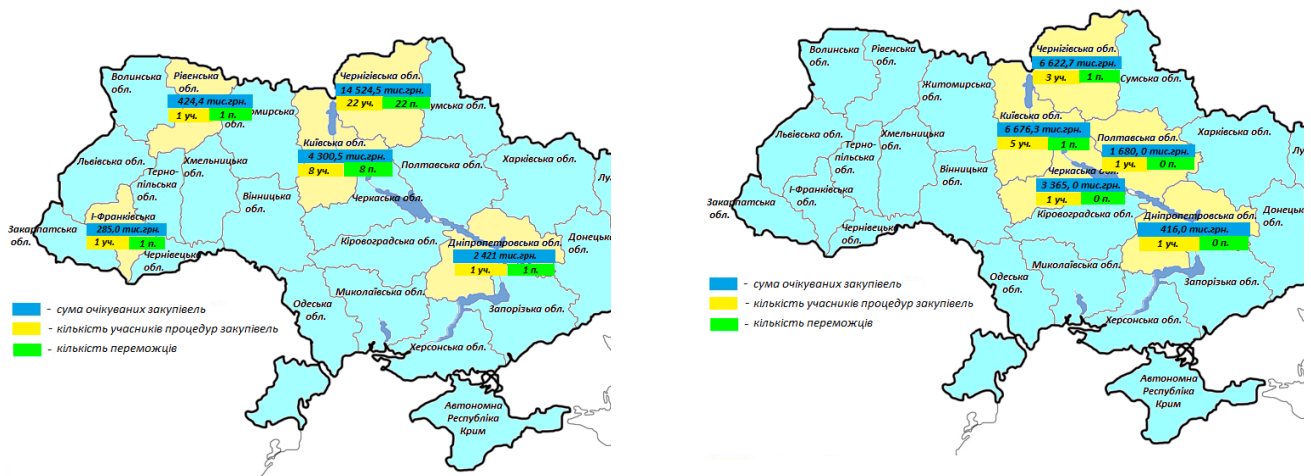 Волинська
обл.
Рівенська
обл.
424,4 тис.грн.
1 уч. 1 п.
обл.
Чернігівська обл.
14 524,5 тис.грн.
22 уч. 22 п.
Київська обл.
4 300,5 тис.грн.
8 уч. 8 п.
Львівська обл.
Терно-
пільська
обл.
Хмельницька
обл.
Вінницька
обл.
Полтавська обл.
Харківська
обл.
Черкаська обл.
І-Франківська
285,0 тис.грн.
1 уч. 1 п.
Закарпатська
обл.
Чернівецька
обл.
Кіровоградська обл.
Дніпропетровська обл.
2 421 тис.грн.
1 уч. 1 п.
Донецька
обл.
Миколаївська обл.
Одеська
обл.
Запорізька обл.
Херсонська обл.
Автономна
Республіка
Крим
- сума очікуваних закупівель
- кількість учасників процедур закупівель
- кількість переможців
Волинська
обл.
Рівенська
обл.
Житомирська
обл.
Чернігівська обл.
6 622,7 тис.грн.
3 уч. 1 п.
Сумська обл.
Київська обл.
6 676,3 тис.грн.
5 уч. 1 п.
Львівська обл.
Терно-
пільська
обл.
Хмельницька
обл.
Вінницька
обл.
Полтавська обл.
1 680, 0 тис.грн.
1 уч. 0 п.
Харківська
обл.
Черкаська обл.
3 365, 0 тис.грн.
1 уч. 0 п.
І-Франківська
обл.
Закарпатська
обл.
Чернівецька
обл.
Кіровоградська обл.
Дніпропетровська обл.
416,0 тис.грн.
1 уч. 0 п.
Донецька
обл.
Миколаївська обл.
Одеська
обл.
Запорізька обл.
Херсонська обл.
Автономна
Республіка
Крим
- сума очікуваних закупівель
- кількість учасників процедур закупівель
- кількість переможців